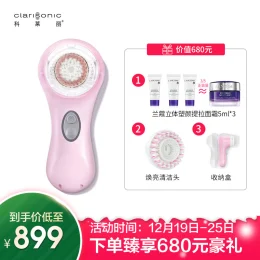 clarisonic
科莱丽
价值680元
1
兰蔻立体塑颜提拉面霜5ml*3
2
焕亮清洁头
3
收纳盒
到手价
¥899
活动时间：12月19日-25日
下单臻享680元豪礼